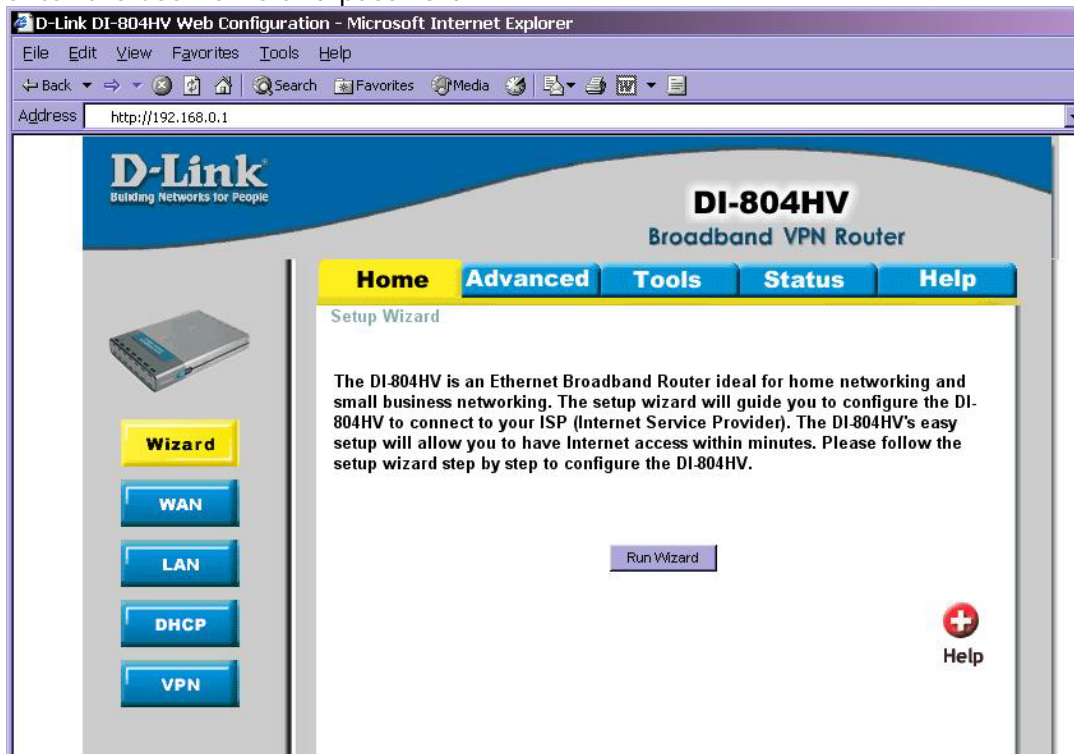 D-Link DI-804HV Web Configuration - Microsoft Internet Explorer
File Edit View Favorites Tools Help
Back Search Favorites Media
Address http://192.168.0.1
D-Link
Building Networks for People
DI-804HV
Broadband VPN Router
Home Advanced Tools Status Help
Setup Wizard
The DI-804HV is an Ethernet Broadband Router ideal for home networking and
small business networking. The setup wizard will guide you to configure the DI-
804HV to connect to your ISP (Internet Service Provider). The DI-804HV's easy
setup will allow you to have Internet access within minutes. Please follow the
setup wizard step by step to configure the DI-804HV.
Wizard
WAN
LAN
DHCP
VPN
Run Wizard
Help